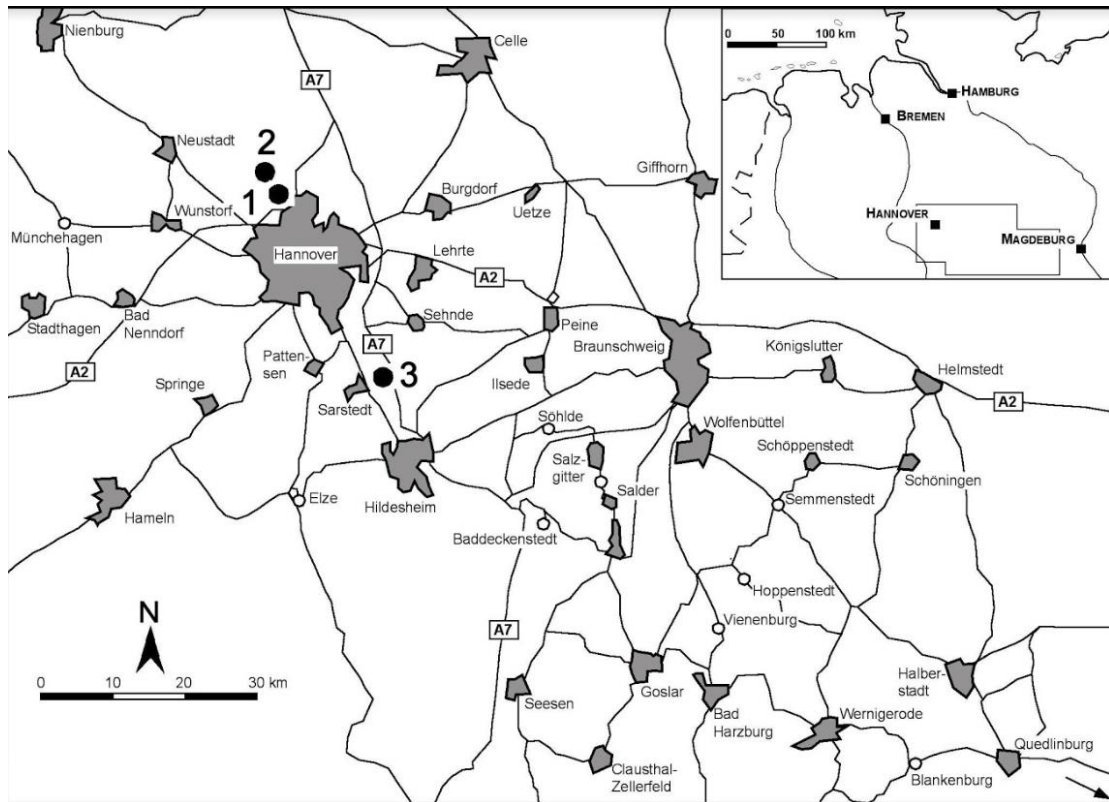 Nienburg
Celle
A7
0 50 100 km
HAMBURG
BREMEN
HANNOVER
MAGDEBURG
Neustadt
2
1
Giffhorn
Burgdorf
Uetze
Wunstorf
Münchehagen
Hannover
Lehrte
A2
Stadthagen
Bad
Nenndorf
Sehnde
Peine
Braunschweig
Königslutter
Helmstedt
A7
A2
Patten-
sen
3
Ilsede
Springe
Sarstedt
A2
Söhlde
Wolfenbüttel
Schöppenstedt
Salz-
gitter
Schöningen
Hameln
Elze
Hildesheim
Salder
Semmenstedt
Baddeckenstedt
Hoppenstedt
N
Vienenburg
A7
0 10 20 30 km
Seesen
Goslar
Bad
Harzburg
Halber-
stadt
Wernigerode
Clausthal-
Zellerfeld
Blankenburg
Quedlinburg